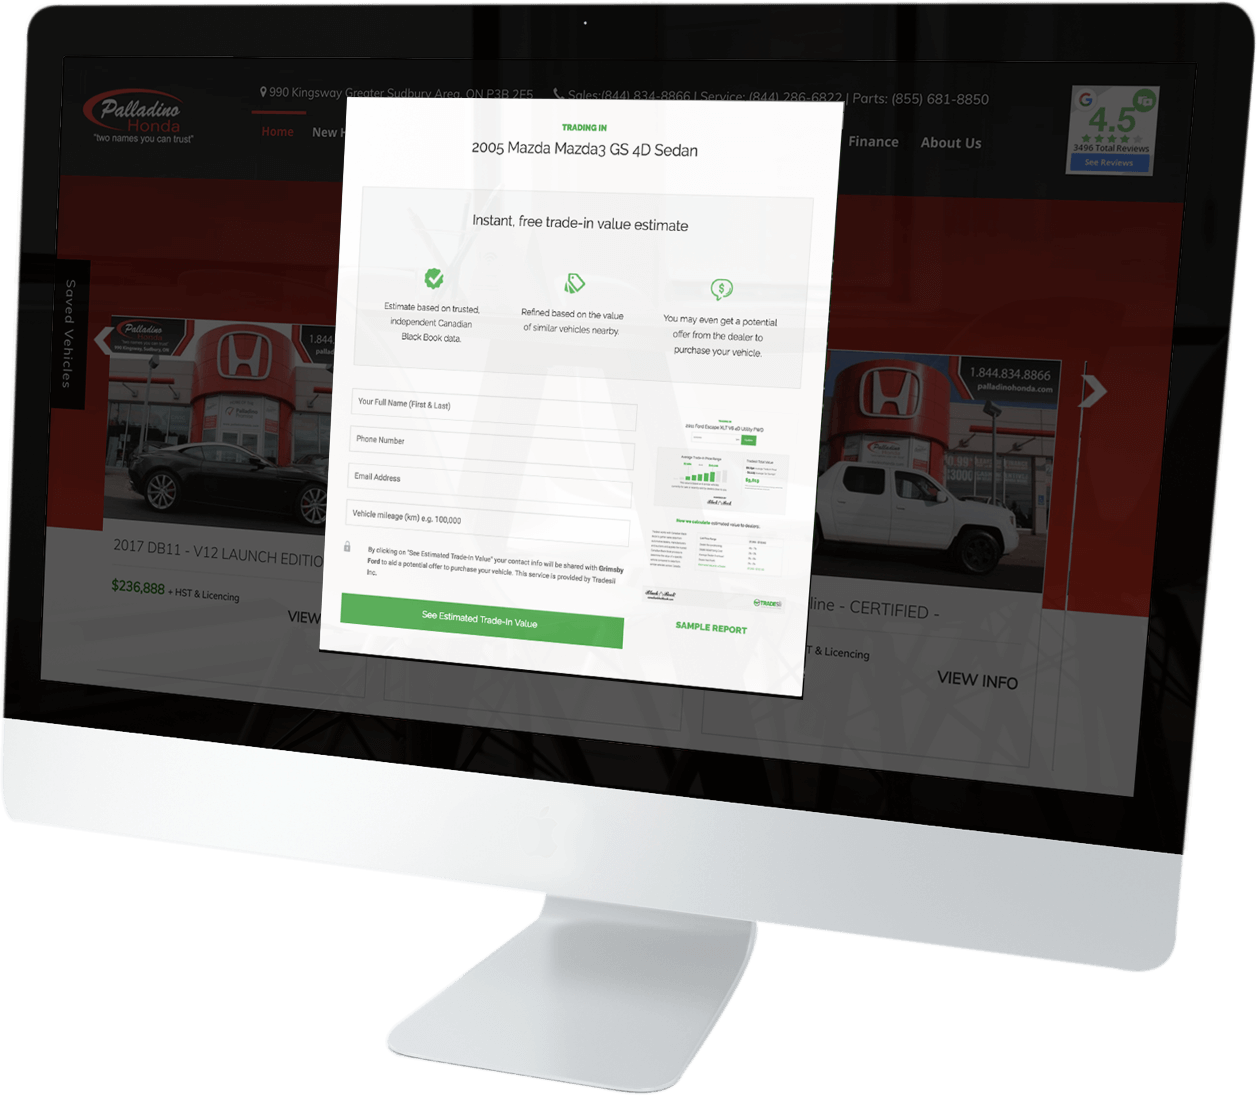 Palladino
Honda
"two names you can trust"
990 Kingsway Greater Sudbury Area, ON P3B 2E5
Sales:(844) 834-8866 | Service: (844) 286-6822 | Parts: (855) 681-8850
Home
New H
Finance
About Us
G
4.5
3496 Total Reviews
See Reviews
Saved Vehicles
TRADING IN
2005 Mazda Mazda3 GS 4D Sedan
Instant, free trade-in value estimate
Estimate based on trusted,
independent Canadian
Black Book data.
Refined based on the value
of similar vehicles nearby.
You may even get a potential
offer from the dealer to
purchase your vehicle.
Your Full Name (First & Last)
Phone Number
Email Address
Vehicle mileage (km) e.g. 100,000
By clicking on "See Estimated Trade-In Value" your contact info will be shared with Grimsby
Ford to aid a potential offer to purchase your vehicle. This service is provided by Tradesii
Inc.
See Estimated Trade-In Value
SAMPLE REPORT
Palladino
1.844.
1.844.834.8866
palladinohonda.com
2017 DB11 - V12 LAUNCH EDITIO
$236,888 + HST & Licencing
VIEW
line - CERTIFIED -
T & Licencing
VIEW INFO